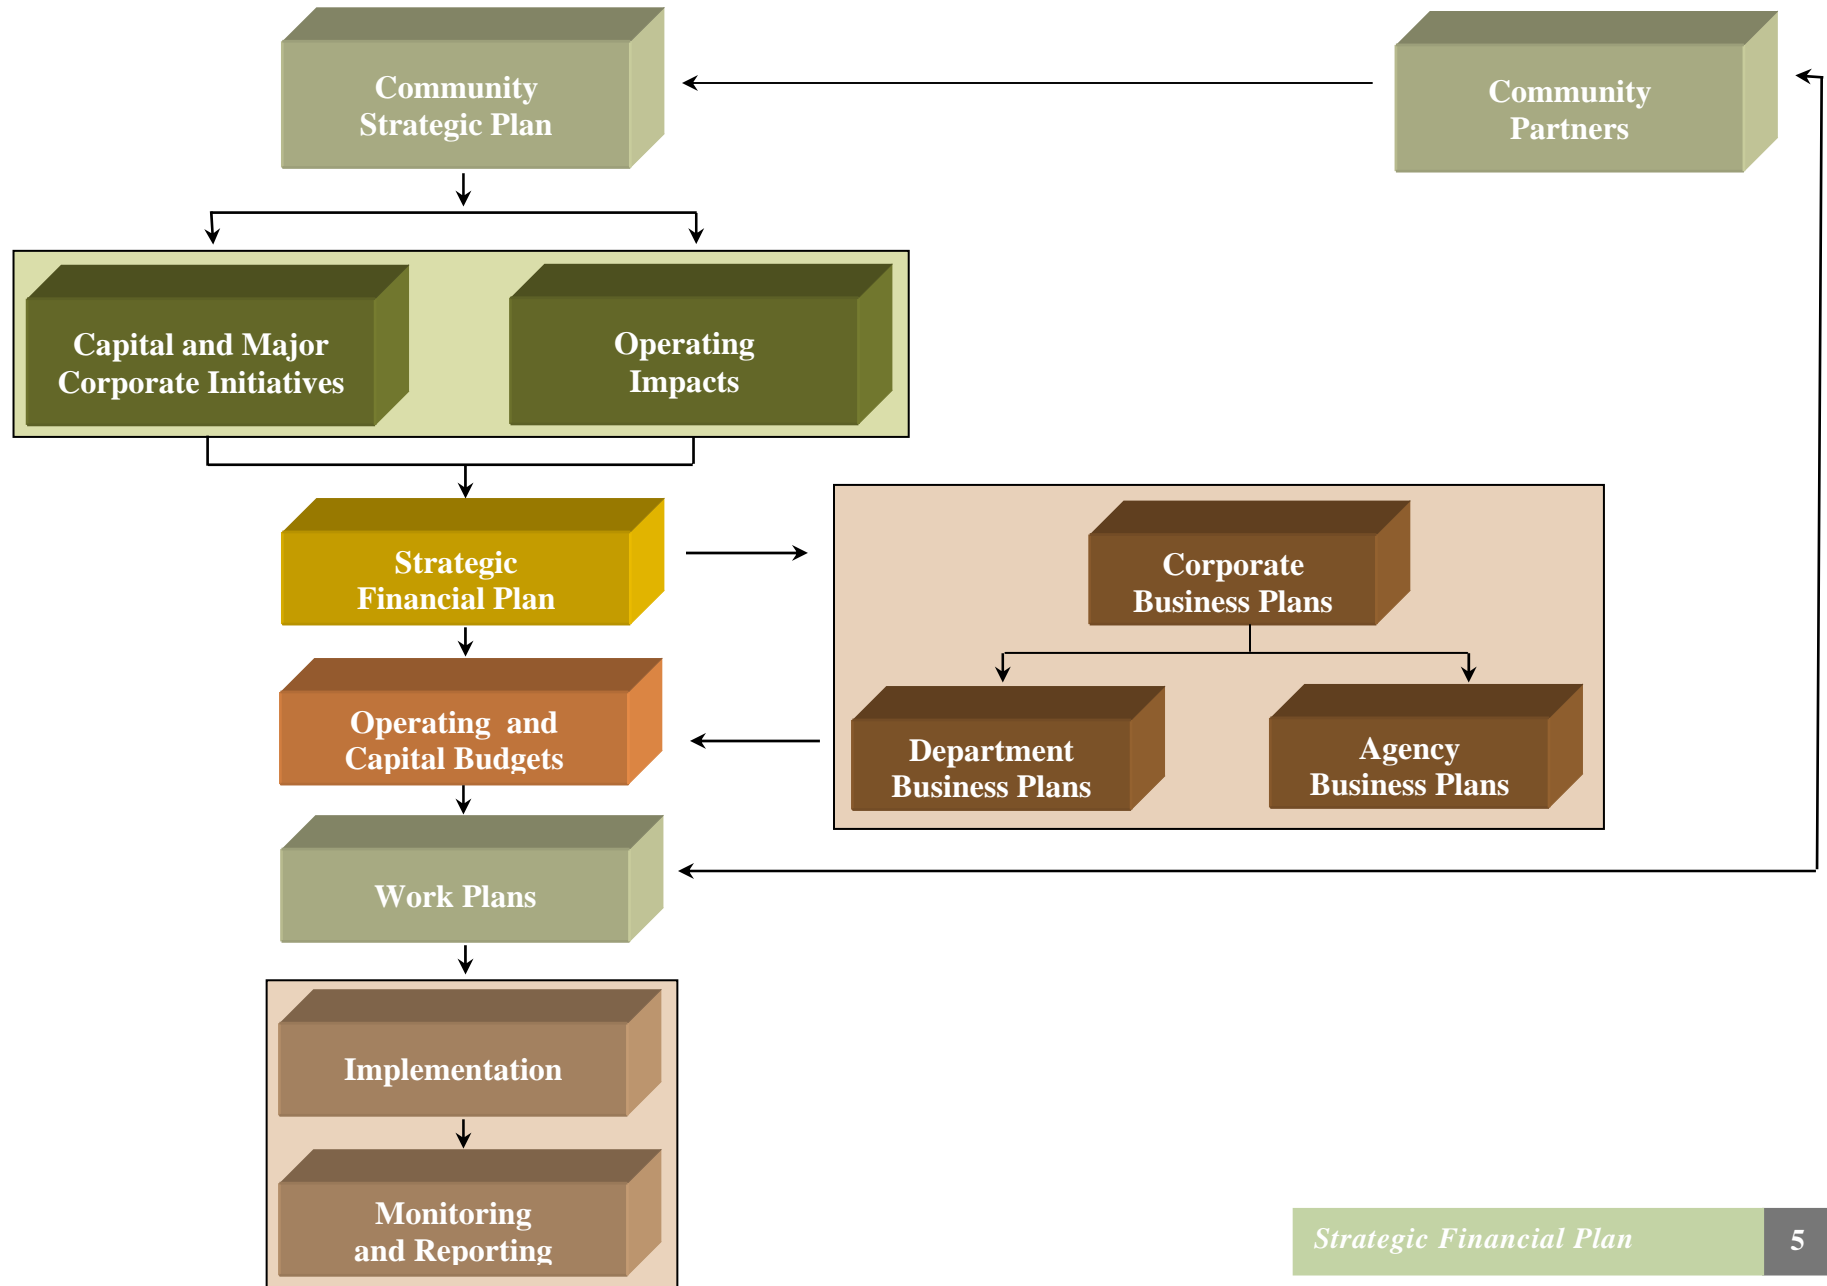 Community
Strategic Plan
Community
Partners
Capital and Major
Corporate Initiatives
Operating
Impacts
Strategic
Financial Plan
Corporate
Business Plans
Operating and
Capital Budgets
Department
Business Plans
Agency
Business Plans
Work Plans
Implementation
Monitoring
and Reporting
Strategic Financial Plan
5